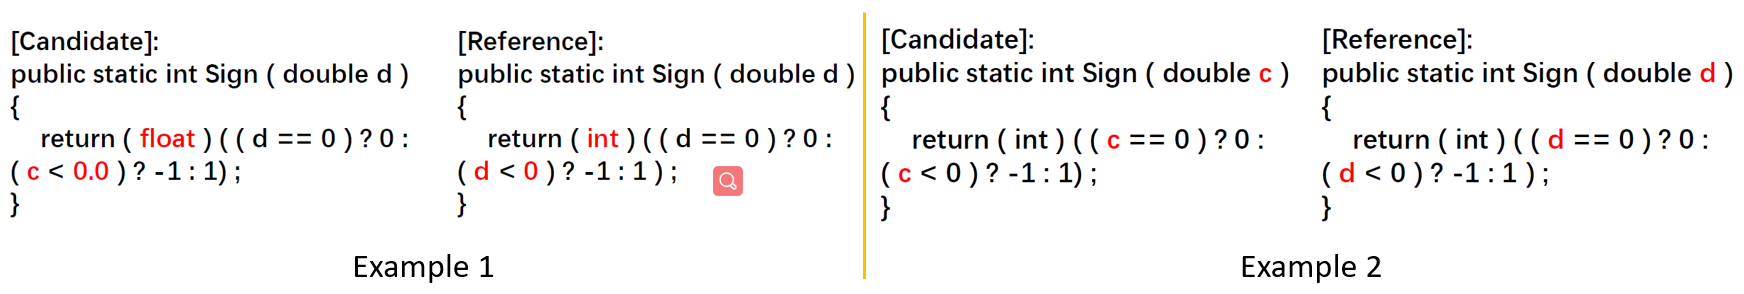 [Candidate]:
public static int Sign ( double d )
{
return ( float ) ( ( d == 0 ) ? 0 :
( c < 0.0 ) ? -1 : 1) ;
}
[Reference]:
public static int Sign ( double d )
{
return ( int ) ( ( d == 0 ) ? 0 :
( d < 0 ) ? -1 : 1 ) ;
}
Example 1
[Candidate]:
public static int Sign ( double c )
{
return ( int ) ( ( c == 0 ) ? 0 :
( c < 0 ) ? -1 : 1) ;
}
[Reference]:
public static int Sign ( double d )
{
return ( int ) ( ( d == 0 ) ? 0 :
( d < 0 ) ? -1 : 1 ) ;
}
Example 2